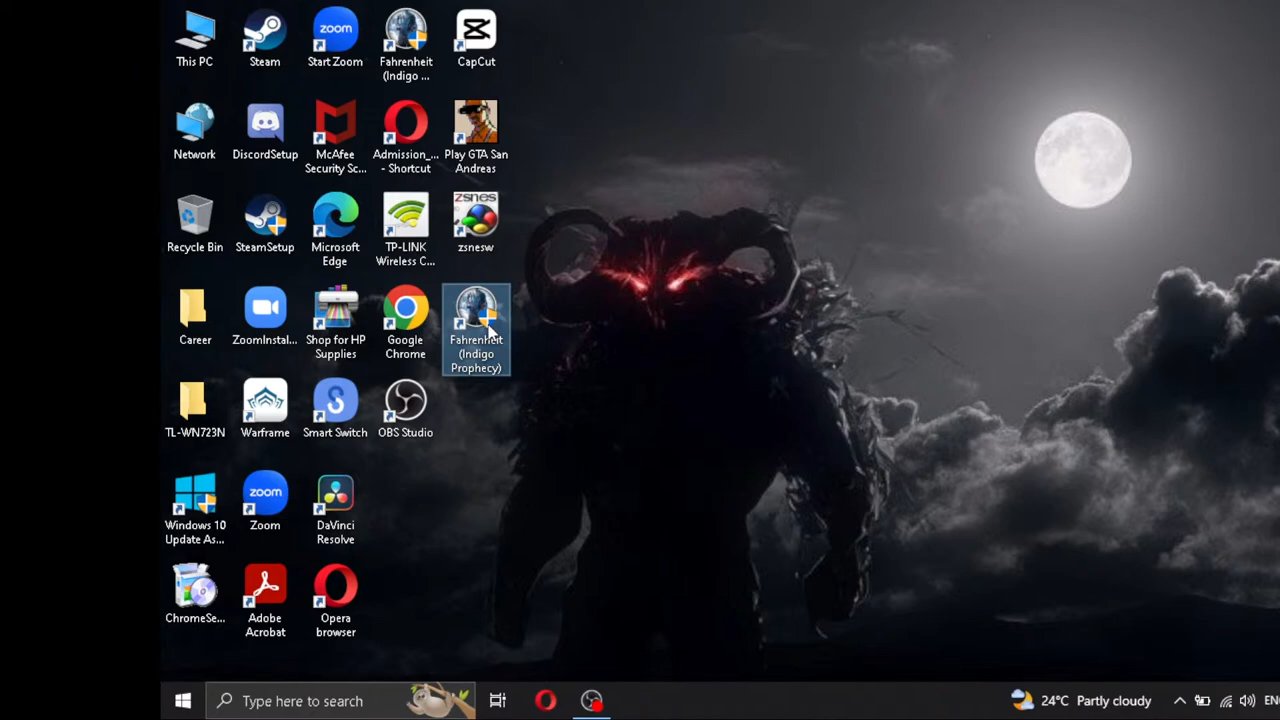 This PC
Steam
Start Zoom
Fahrenheit
(Indigo ...
CapCut
Network
DiscordSetup
McAfee
Security Sc...
Admission_...
- Shortcut
Play GTA San
Andreas
Recycle Bin
SteamSetup
Microsoft
Edge
TP-LINK
Wireless C...
zsnes
zsnesw
Career
ZoomInstal...
Shop for HP
Supplies
Google
Chrome
Fahrenheit
(Indigo
Prophecy)
TL-WN723N
Warframe
Smart Switch
OBS Studio
Windows 10
Update As...
zoom
Zoom
DaVinci
Resolve
ChromeSe...
Adobe
Acrobat
Opera
browser
Type here to search
24°C Partly cloudy
EN